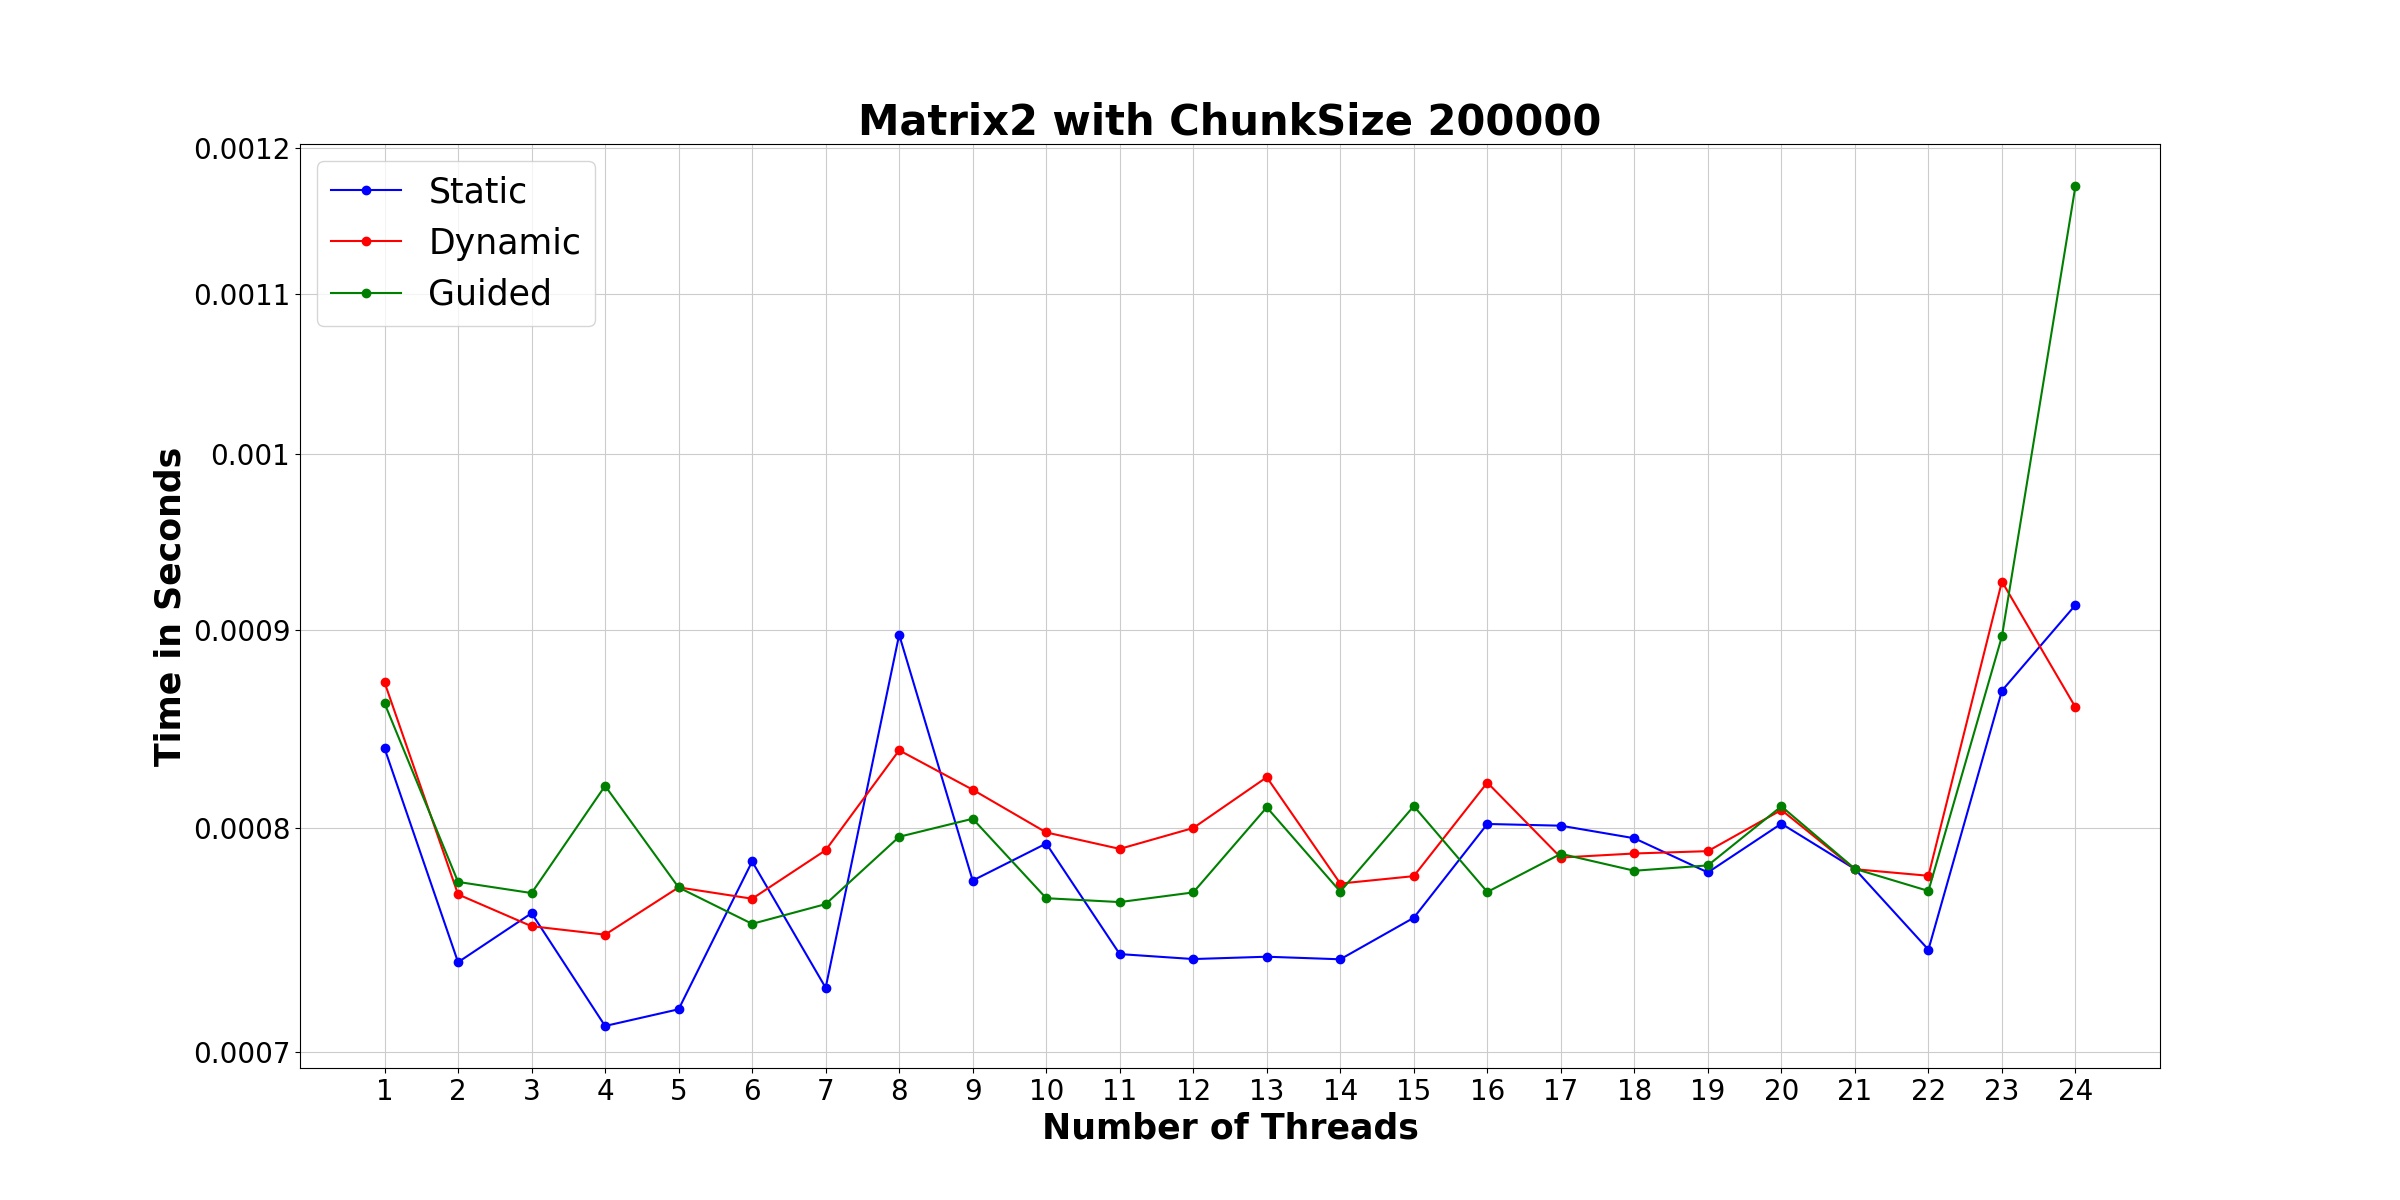 Matrix2 with ChunkSize 200000
Static
Dynamic
Guided
0.0012
0.0011
0.001
0.0009
0.0008
0.0007
Time in Seconds
1 2 3 4 5 6 7 8 9 10 11 12 13 14 15 16 17 18 19 20 21 22 23 24
Number of Threads